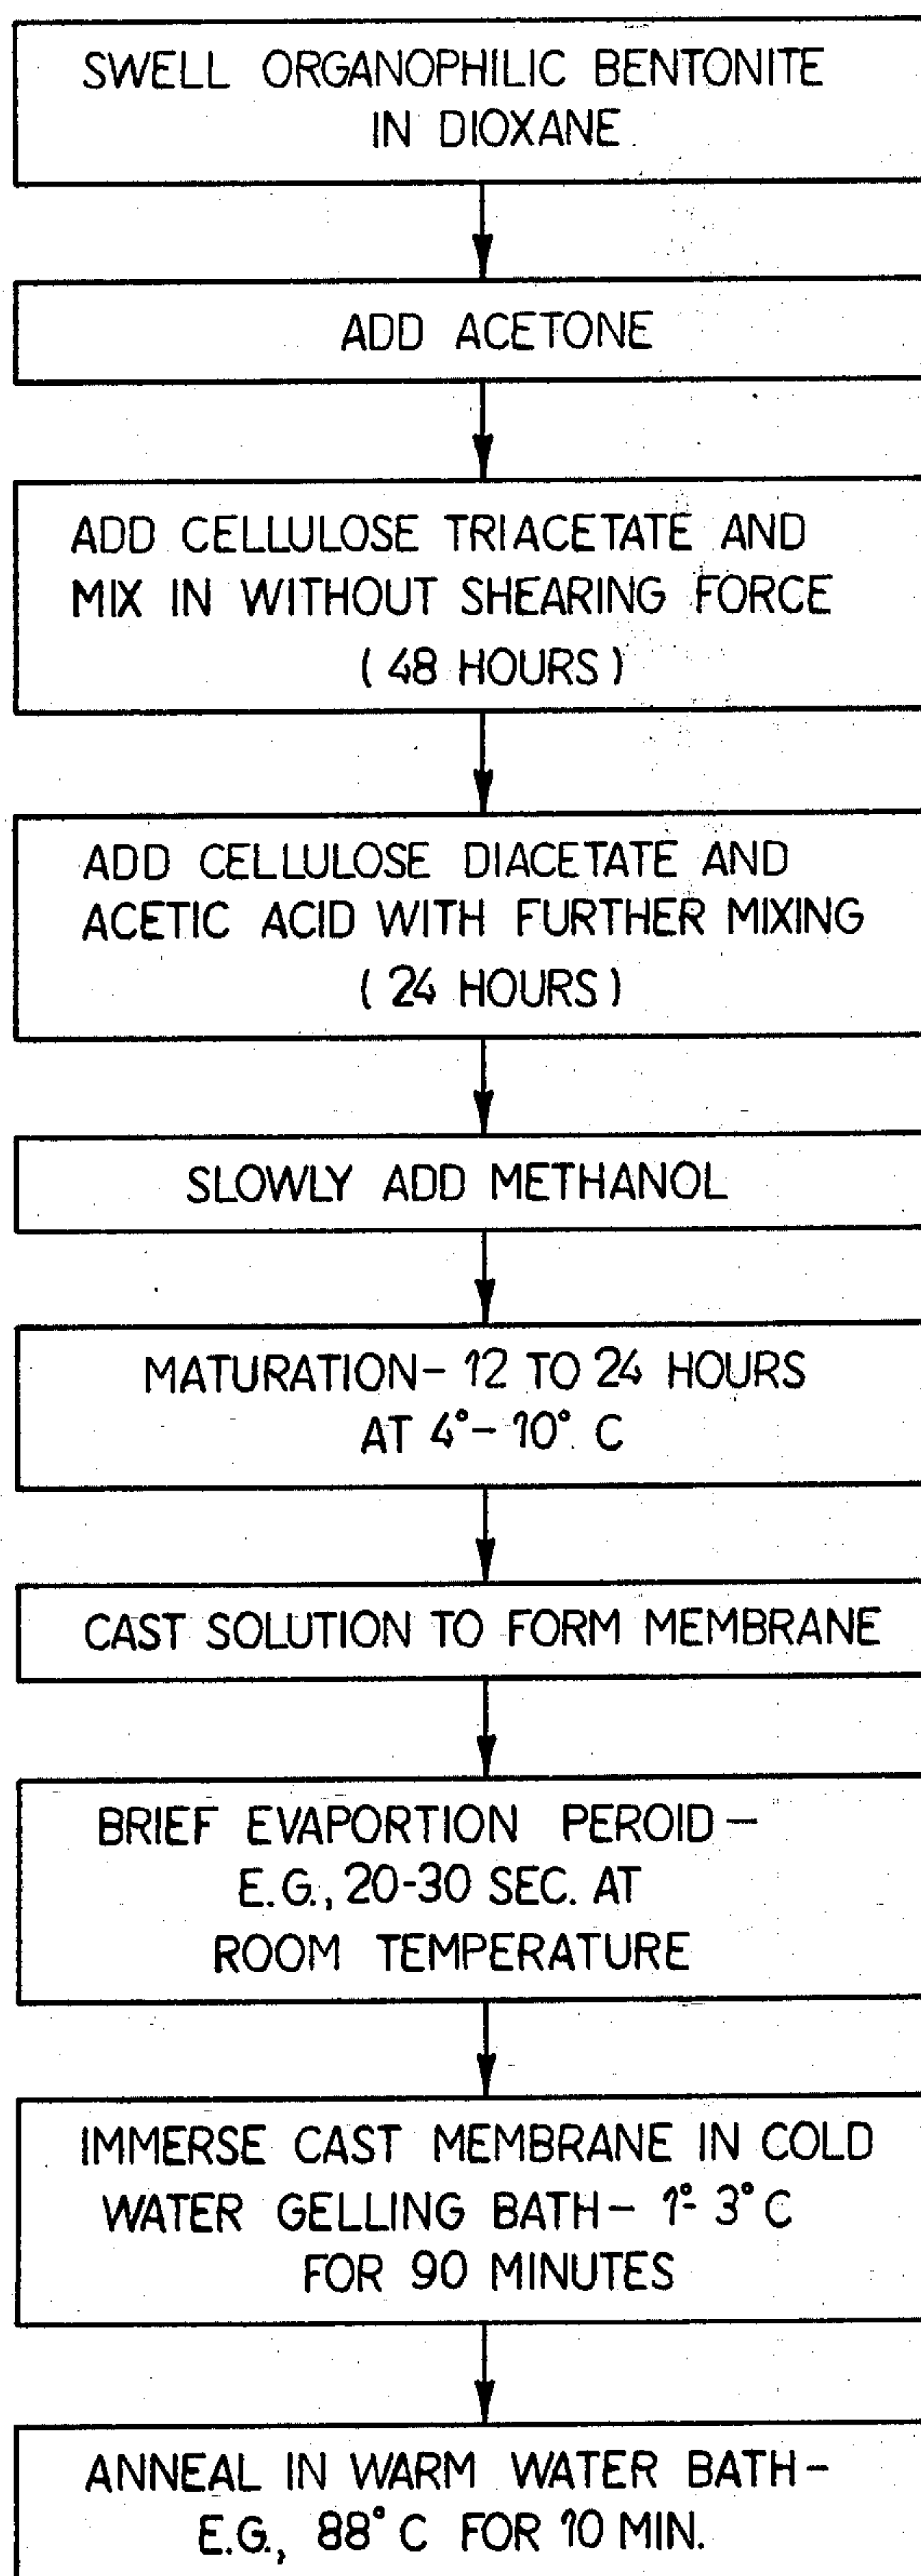 SWELL ORGANOPHILIC BENTONITE
IN DIOXANE
ADD ACETONE
ADD CELLULOSE TRIACETATE AND
MIX IN WITHOUT SHEARING FORCE
(48 HOURS)
ADD CELLULOSE DIACETATE AND
ACETIC ACID WITH FURTHER MIXING
(24 HOURS)
SLOWLY ADD METHANOL
MATURATION– 12 TO 24 HOURS
AT 4°– 10° C
CAST SOLUTION TO FORM MEMBRANE
BRIEF EVAPORTION PEROID –
E.G., 20-30 SEC. AT
ROOM TEMPERATURE
IMMERSE CAST MEMBRANE IN COLD
WATER GELLING BATH– 1°- 3° C
FOR 90 MINUTES
ANNEAL IN WARM WATER BATH–
E.G., 88° C FOR 10 MIN.